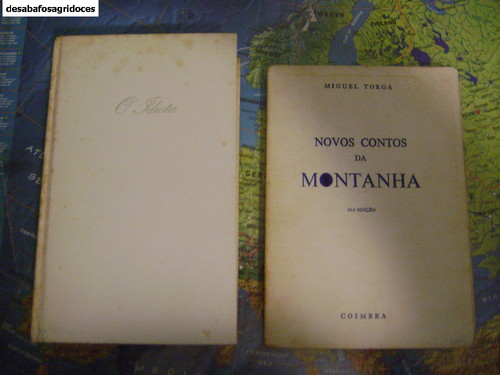 desabafosagridoces
O Idiota
MIGUEL TORGA
NOVOS CONTOS
DA
MONTANHA
COIMBRA